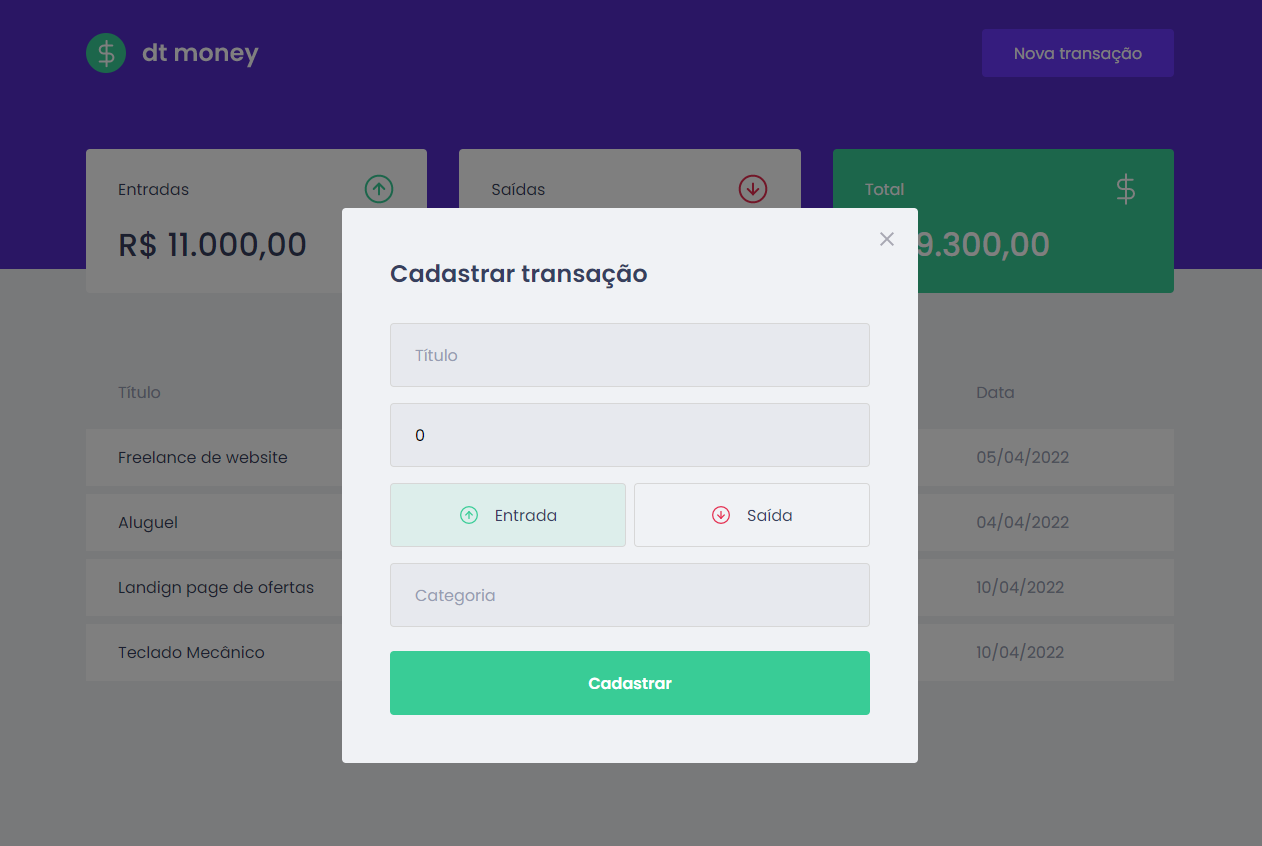 $ dt money
Nova transação
Entradas
Saídas
Total
$
R$ 11.000,00
9.300,00
Cadastrar transação
Título
0
Entrada
Saída
Categoria
Cadastrar
Título
Data
Freelance de website
05/04/2022
Aluguel
04/04/2022
Landign page de ofertas
10/04/2022
Teclado Mecânico
10/04/2022